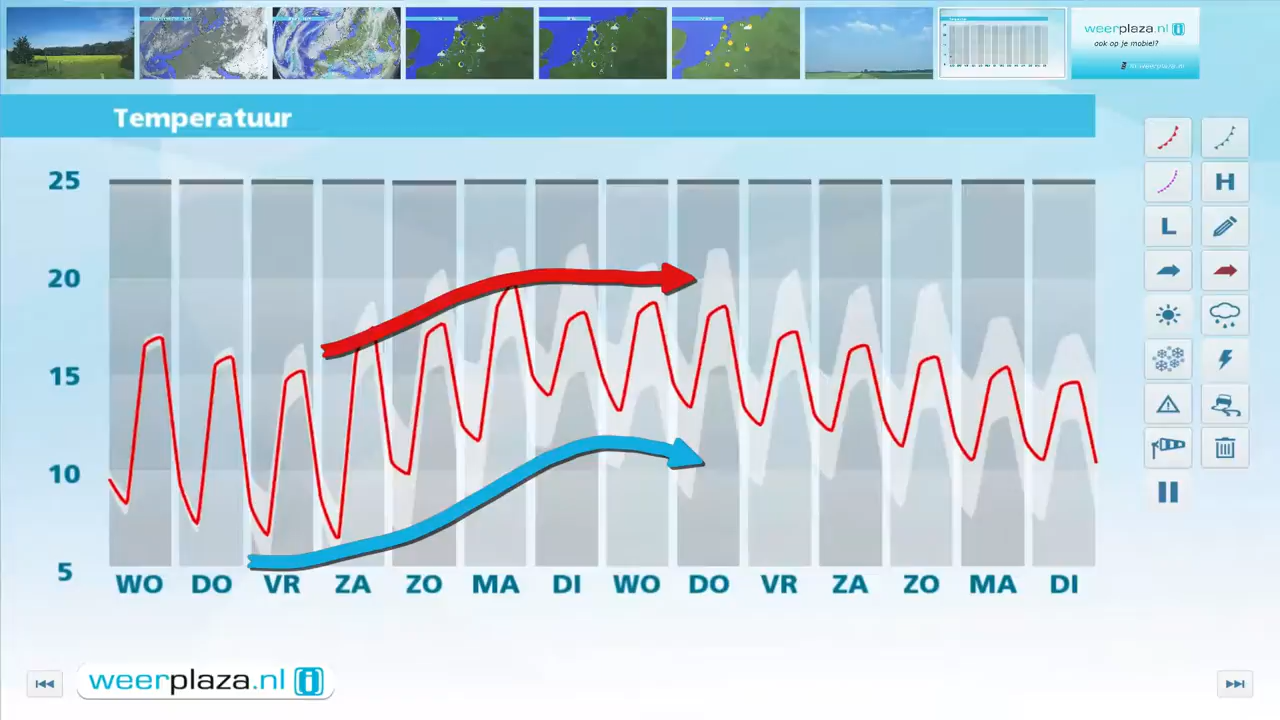 weerplaza.nl i
ook op je mobiel?
Temperatuur
25
20
15
10
5
H
L
WO DO VR ZA ZO MA DI WO DO VR ZA ZO MA DI
weerplaza.nl i